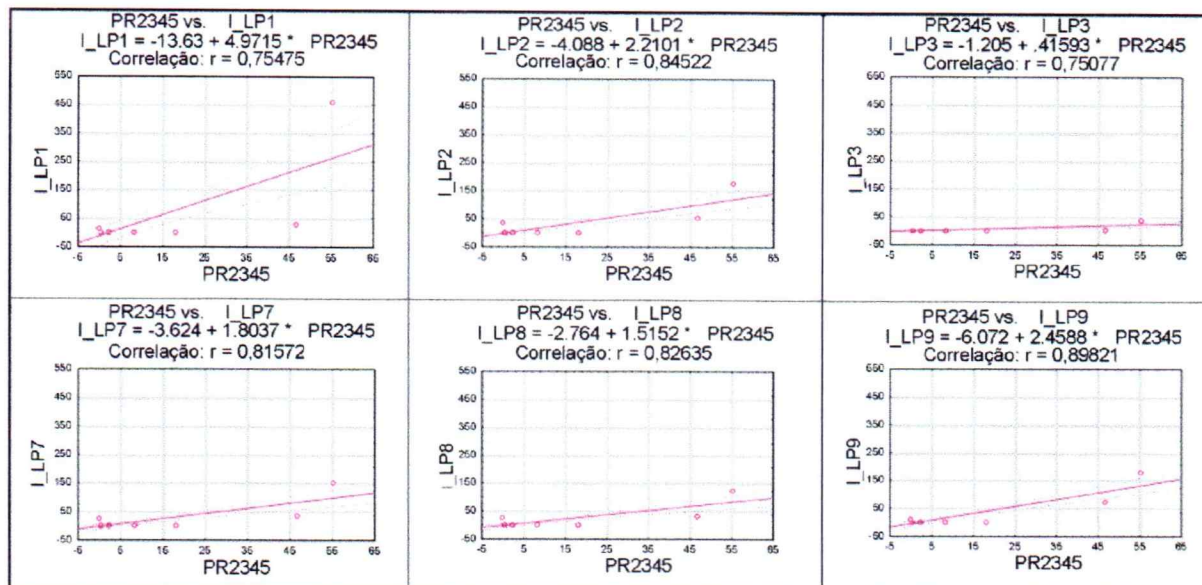 PR2345 vs. I_LP1
I_LP1 = -13.63 + 4.9715 * PR2345
Correlação: r = 0,75475
550
450
350
250
150
50
-50
I_LP1
-5 5 15 25 35 45 55 65
PR2345
PR2345 vs. I_LP2
I_LP2 = -4.088 + 2.2101 * PR2345
Correlação: r = 0,84522
550
450
350
250
150
50
-50
I_LP2
-5 5 15 25 35 45 55 65
PR2345
PR2345 vs. I_LP3
I_LP3 = -1.205 + .41593 * PR2345
Correlação: r = 0,75077
550
450
350
250
150
50
-50
I_LP3
-5 5 15 25 35 45 55 65
PR2345
PR2345 vs. I_LP7
I_LP7 = -3.624 + 1.8037 * PR2345
Correlação: r = 0,81572
550
450
350
250
150
50
-50
I_LP7
-5 5 15 25 35 45 55 65
PR2345
PR2345 vs. I_LP8
I_LP8 = -2.764 + 1.5152 * PR2345
Correlação: r = 0,82635
550
450
350
250
150
50
-50
I_LP8
-5 5 15 25 35 45 55 65
PR2345
PR2345 vs. I_LP9
I_LP9 = -6.072 + 2.4588 * PR2345
Correlação: r = 0,89821
550
450
350
250
150
50
-50
I_LP9
-5 5 15 25 35 45 55 65
PR2345